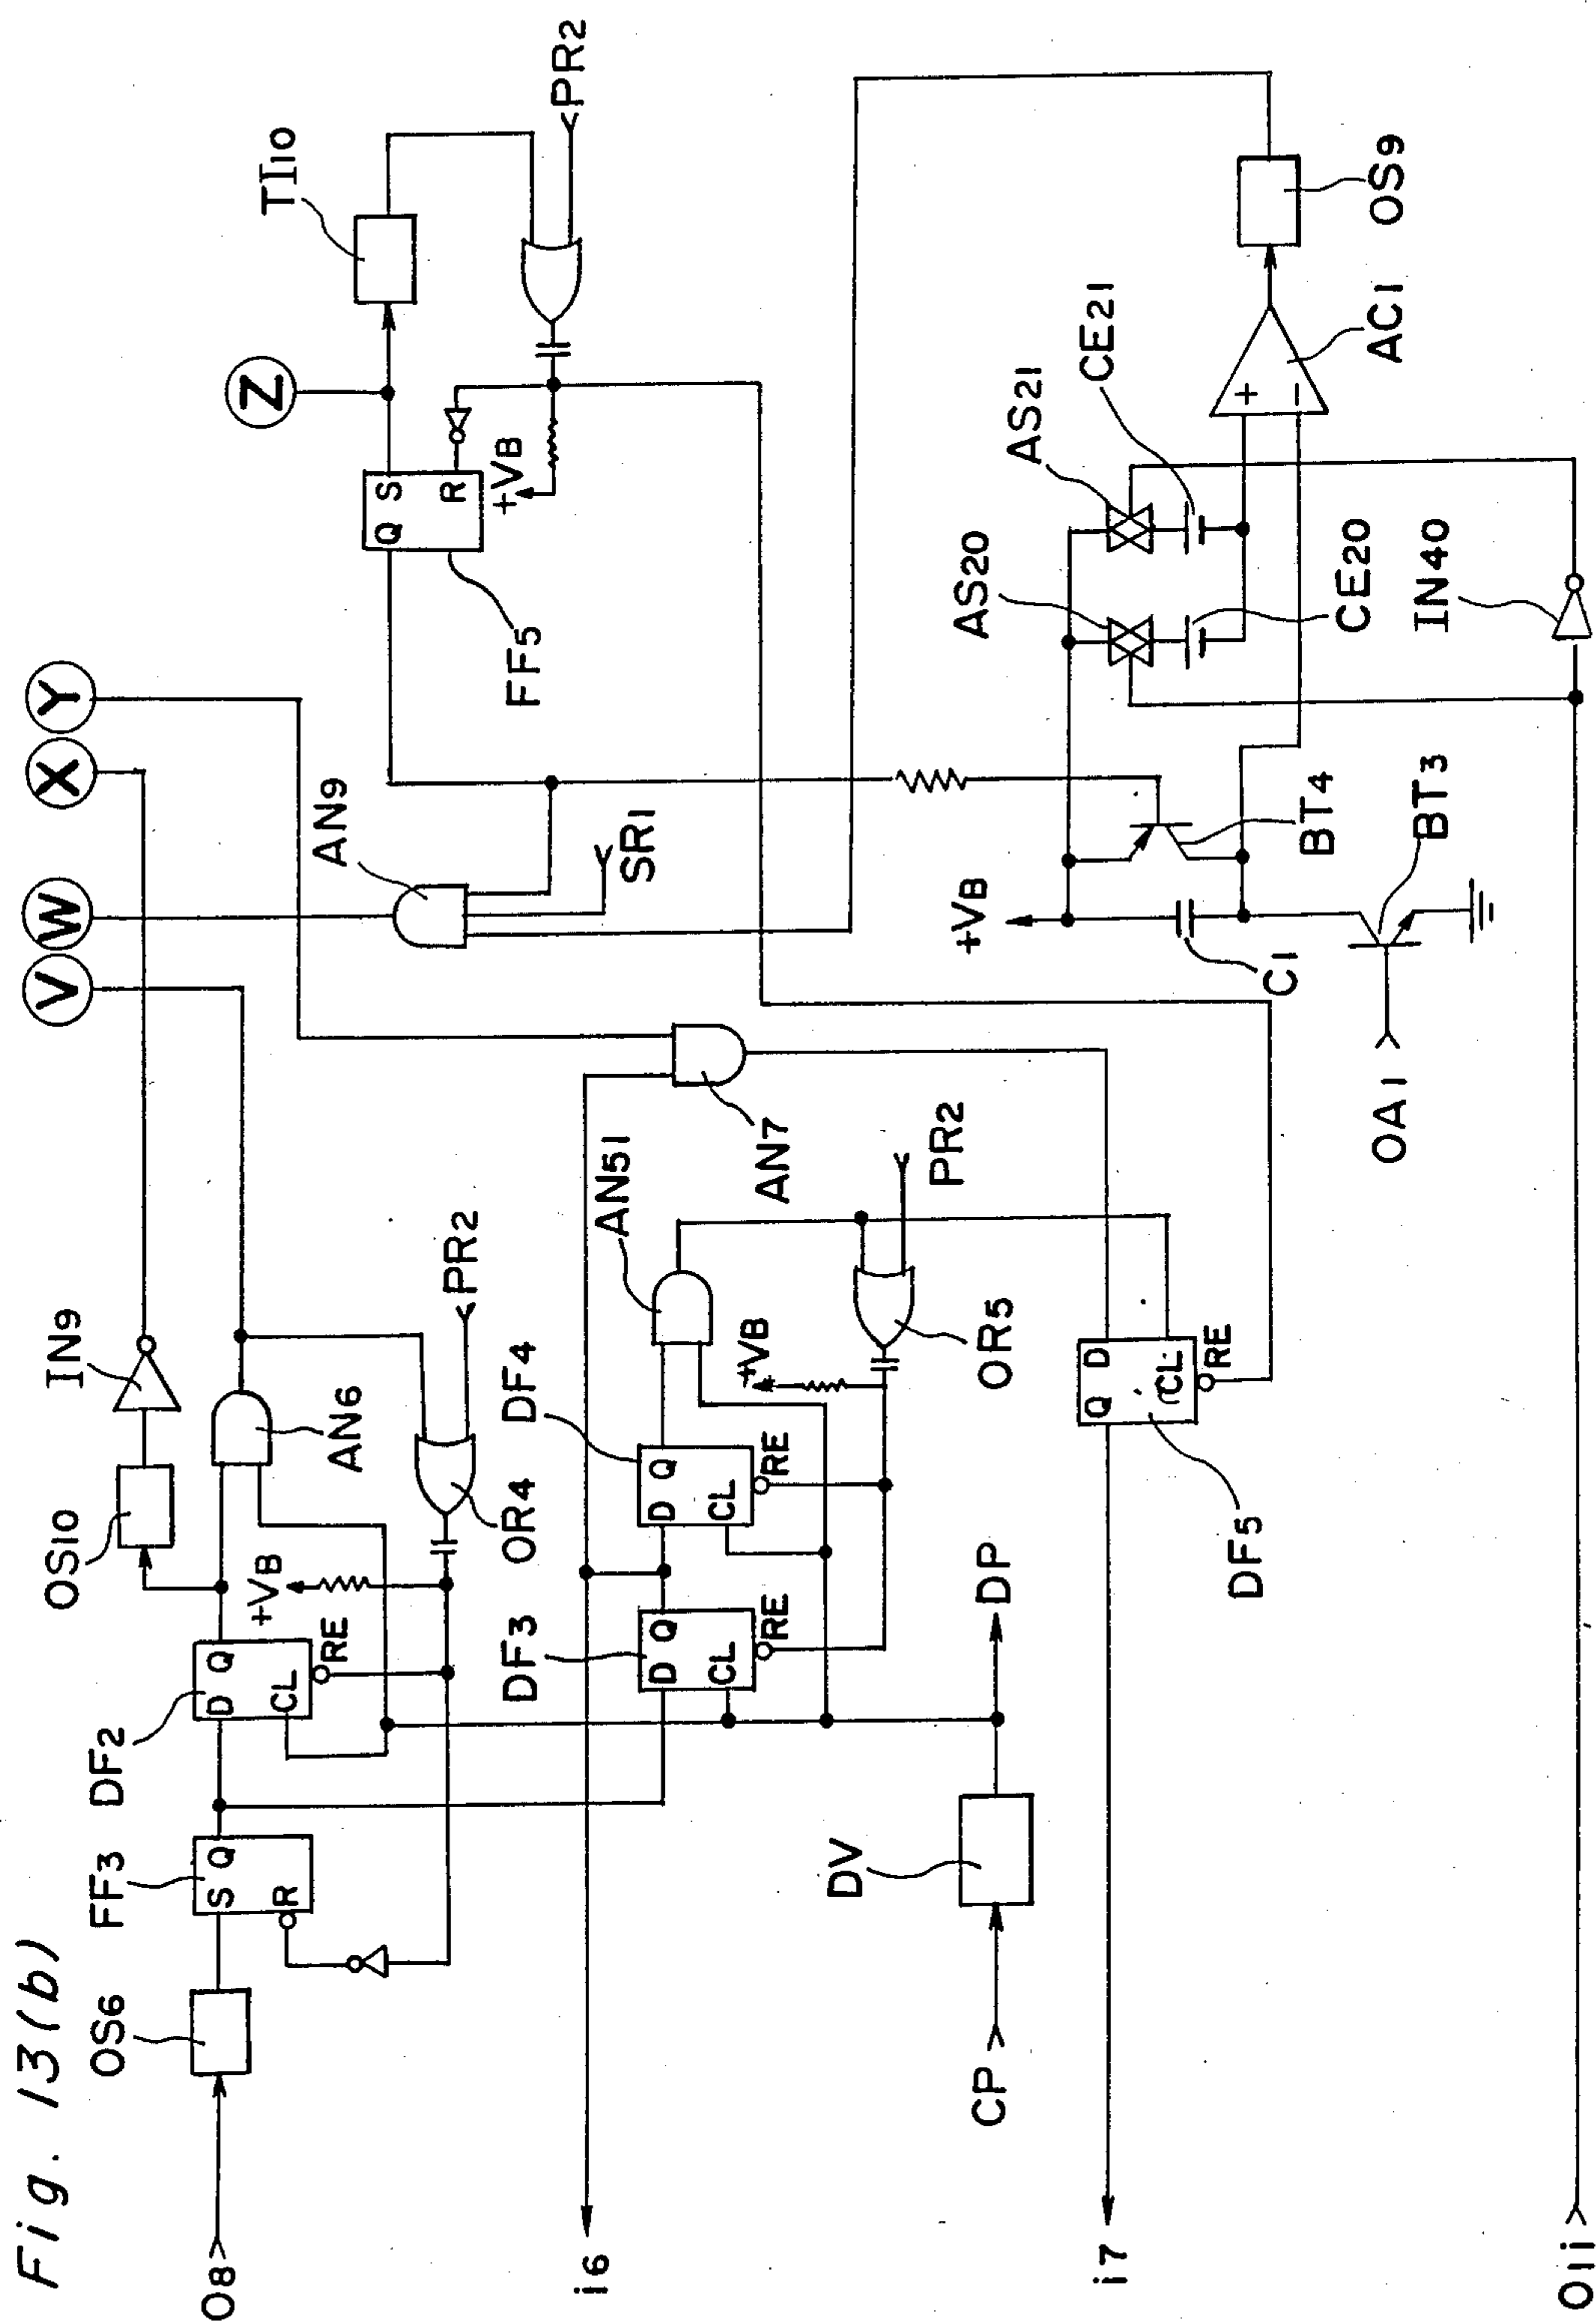 Fig. 13(b)
O8
OS6
FF3
S
Q
R
DF2
D
Q
CL
RE
+VB
OS10
IN9
AN6
OR4
PR2
V
W
X
Y
Z
i6
DF3
D
Q
CL
RE
DF4
D
Q
CL
RE
+VB
AN51
OR5
PR2
AN7
CP
DV
DP
i7
DF5
Q
D
CL
RE
AN9
SR1
FF5
Q
S
R
+VB
TI10
PR2
OA1
BT3
BT4
C1
+VB
AS20
AS21
CE20
CE21
IN40
+
-
AC1
OS9
O11